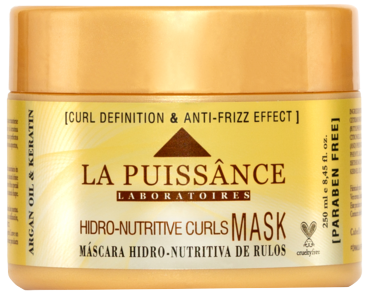 [CURL DEFINITION & ANTI-FRIZZ EFFECT]
LA PUISSÂNCE
LABORATOIRES
HIDRO-NUTRITIVE CURLS MASK
MÁSCARA HIDRO-NUTRITIVA DE RULOS
ARGAN OIL & KERATIN
250 ml℮ 8,45 fl. oz.
[PARABEN FREE]
crueltyfree